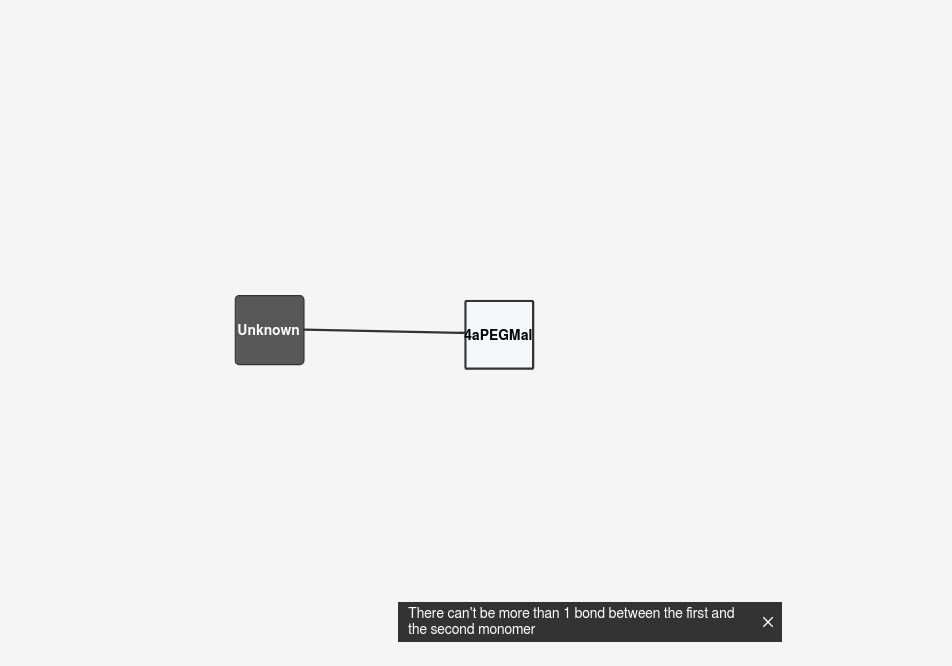 Unknown
4aPEGMal
There can't be more than 1 bond between the first and
the second monomer